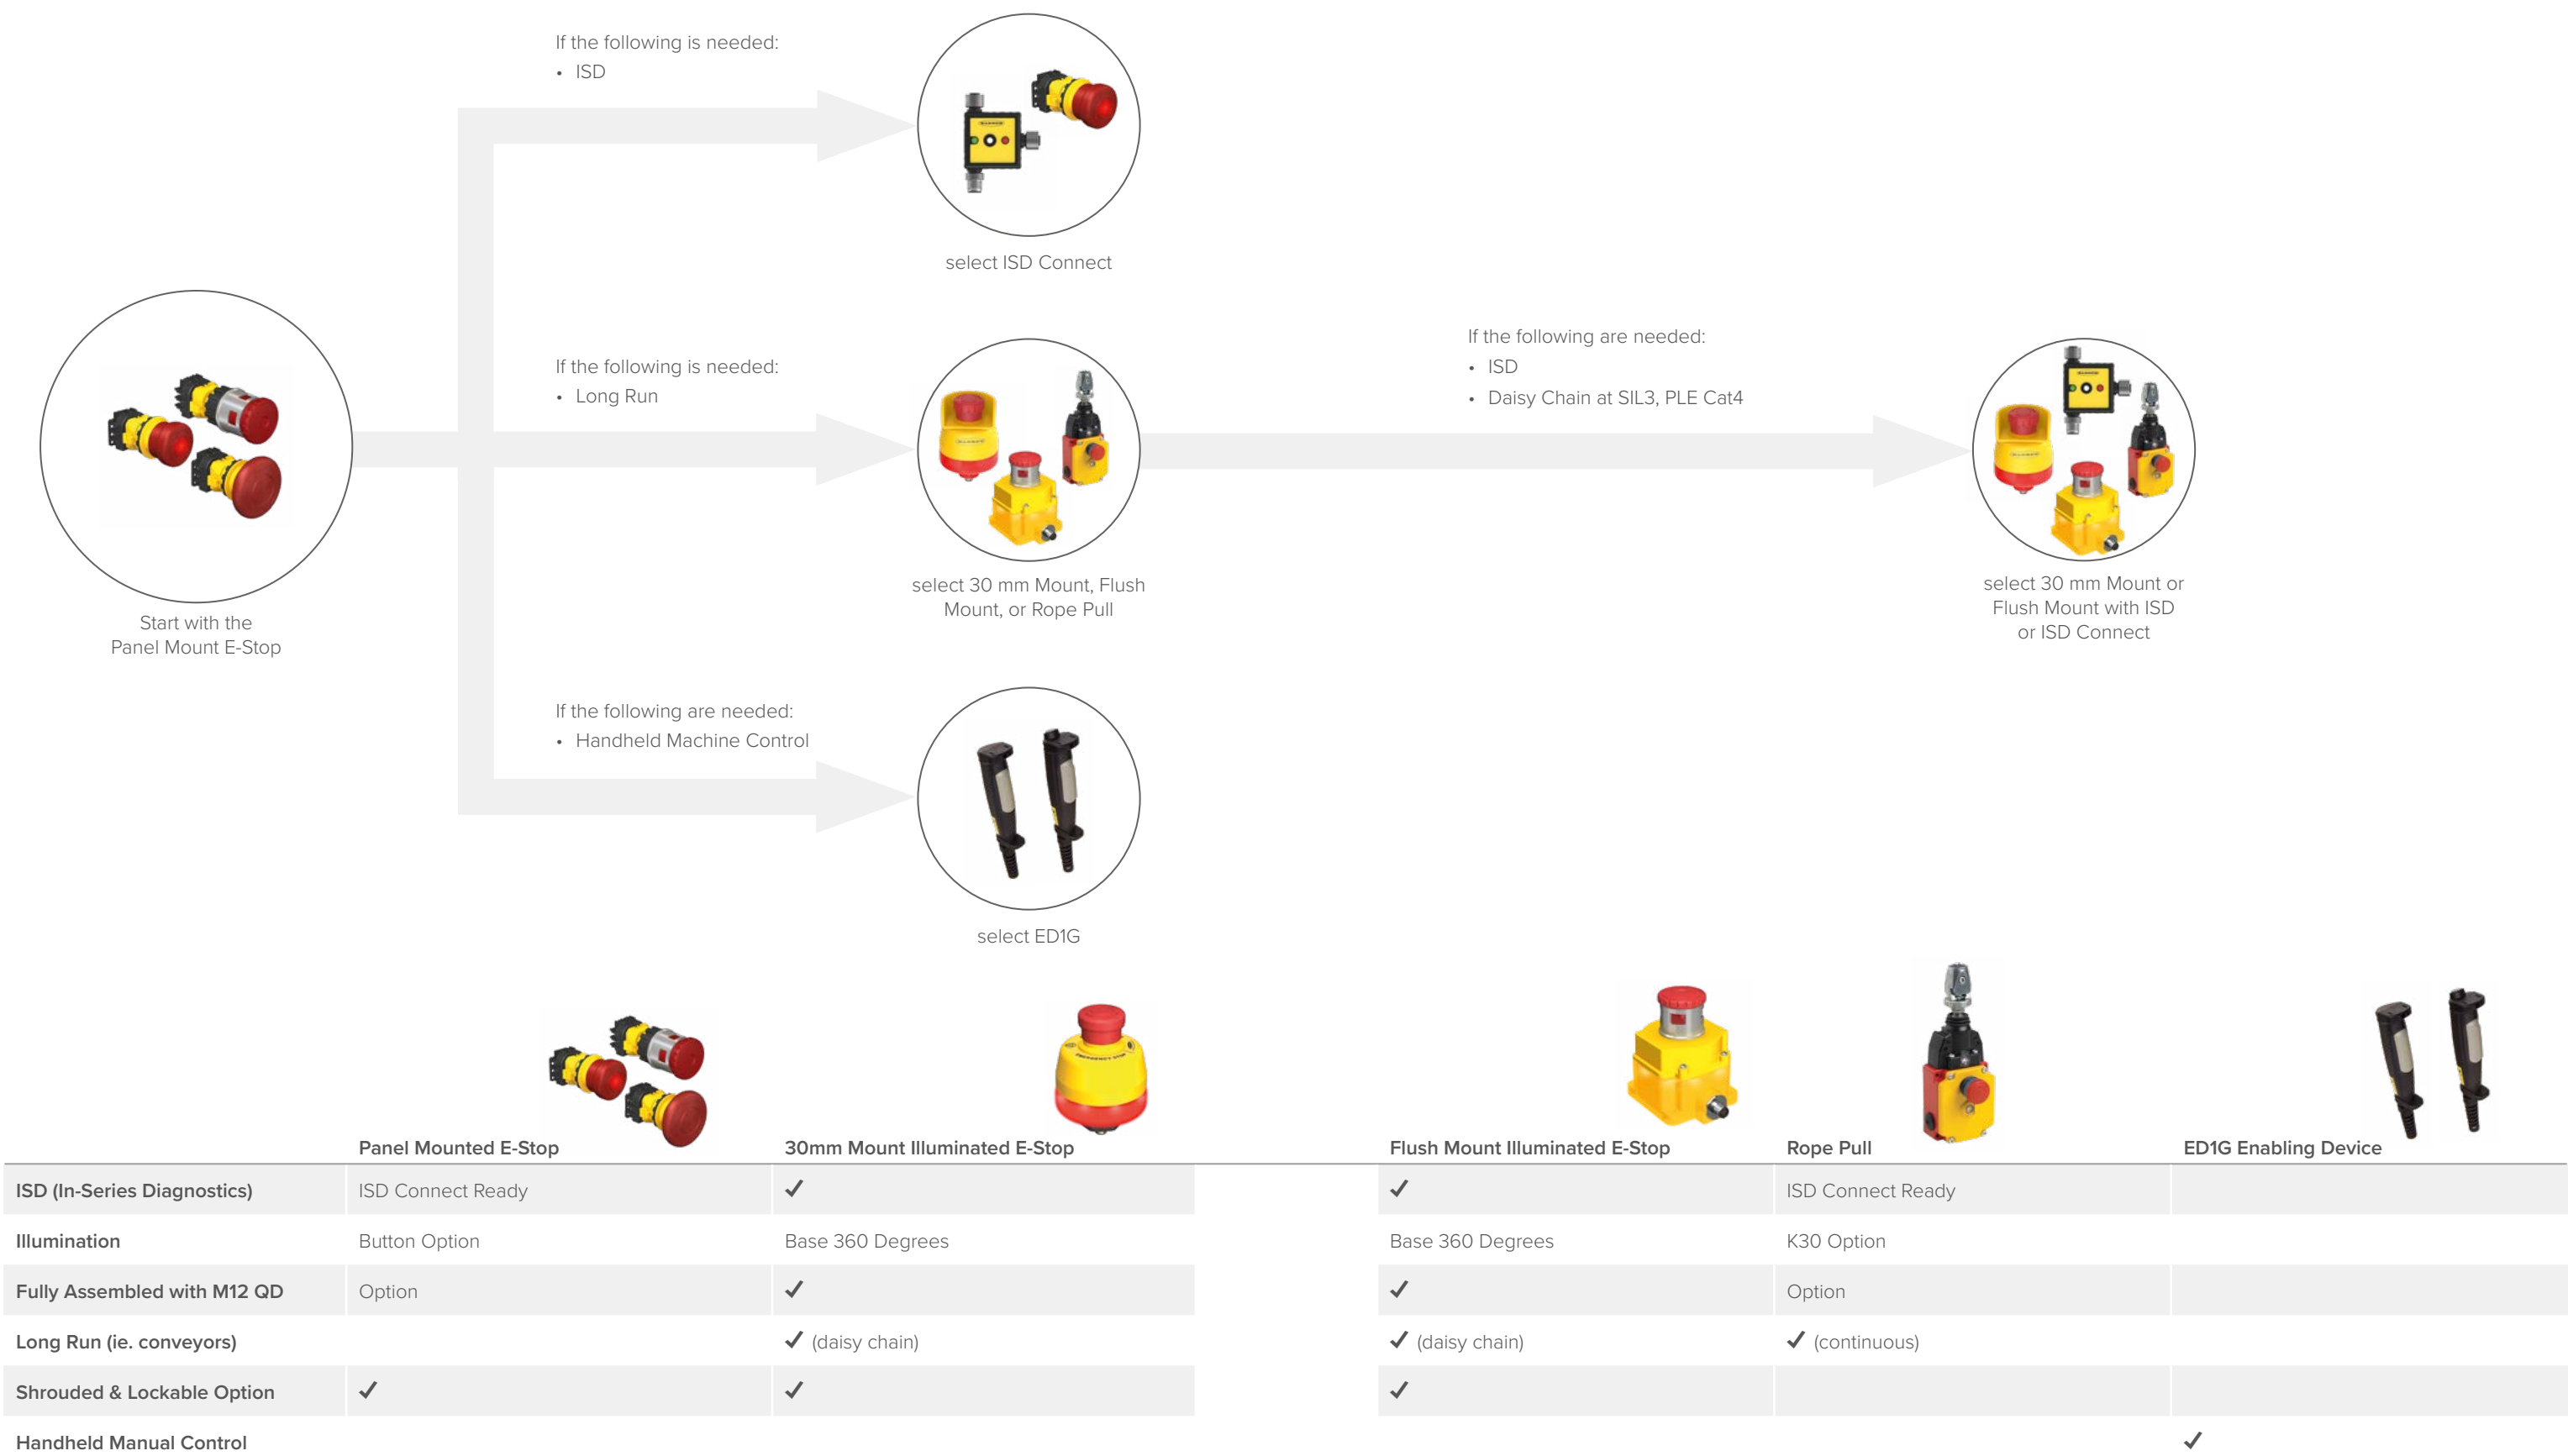 If the following is needed:
• ISD
select ISD Connect
Start with the
Panel Mount E-Stop
If the following is needed:
• Long Run
select 30 mm Mount, Flush
Mount, or Rope Pull
If the following are needed:
• ISD
• Daisy Chain at SIL3, PLE Cat4
select 30 mm Mount or
Flush Mount with ISD
or ISD Connect
If the following are needed:
• Handheld Machine Control
select ED1G
EMERGENCY STOP
Panel Mounted E-Stop 30mm Mount Illuminated E-Stop Flush Mount Illuminated E-Stop Rope Pull ED1G Enabling Device
ISD (In-Series Diagnostics) ISD Connect Ready ✓ ✓ ISD Connect Ready
Illumination Button Option Base 360 Degrees Base 360 Degrees K30 Option
Fully Assembled with M12 QD Option ✓ ✓ Option
Long Run (ie. conveyors) ✓ (daisy chain) ✓ (daisy chain) ✓ (continuous)
Shrouded & Lockable Option ✓ ✓ ✓
Handheld Manual Control ✓